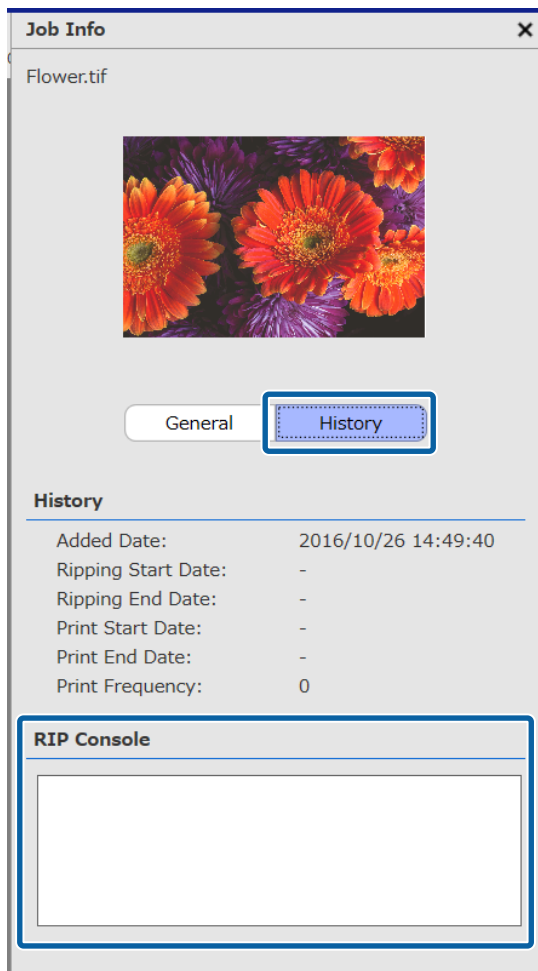 Job Info
Flower.tif
General History
History
Added Date: 2016/10/26 14:49:40
Ripping Start Date: -
Ripping End Date: -
Print Start Date: -
Print End Date: -
Print Frequency: 0
RIP Console